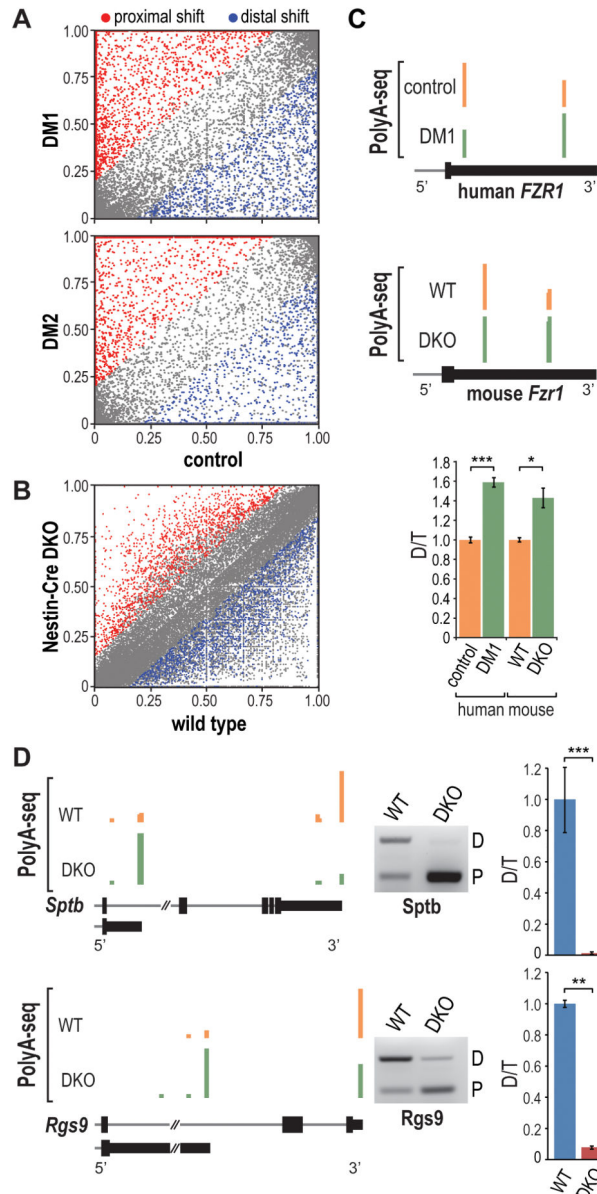 A
proximal shift
distal shift
1.00
0.75
0.50
0.25
0
DM1
1.00
0.75
0.50
0.25
0
DM2
0
0.25
0.50
0.75
1.00
control
B
1.00
0.75
0.50
0.25
0
Nestin-Cre DKO
0
0.25
0.50
0.75
1.00
wild type
C
PolyA-seq
control
DM1
5'
3'
human FZR1
PolyA-seq
WT
DKO
5'
3'
mouse Fzr1
1.8
1.6
1.4
1.2
1.0
0.8
0.6
0.4
0.2
0
D/T
***
*
control
DM1
WT
DKO
human mouse
D
PolyA-seq
WT
DKO
Sptb
5'
3'
WT
DKO
D
P
Sptb
1.2
1.0
0.8
0.6
0.4
0.2
0
D/T
***
PolyA-seq
WT
DKO
Rgs9
5'
3'
WT
DKO
D
P
Rgs9
1.2
1.0
0.8
0.6
0.4
0.2
0
D/T
**
WT
DKO